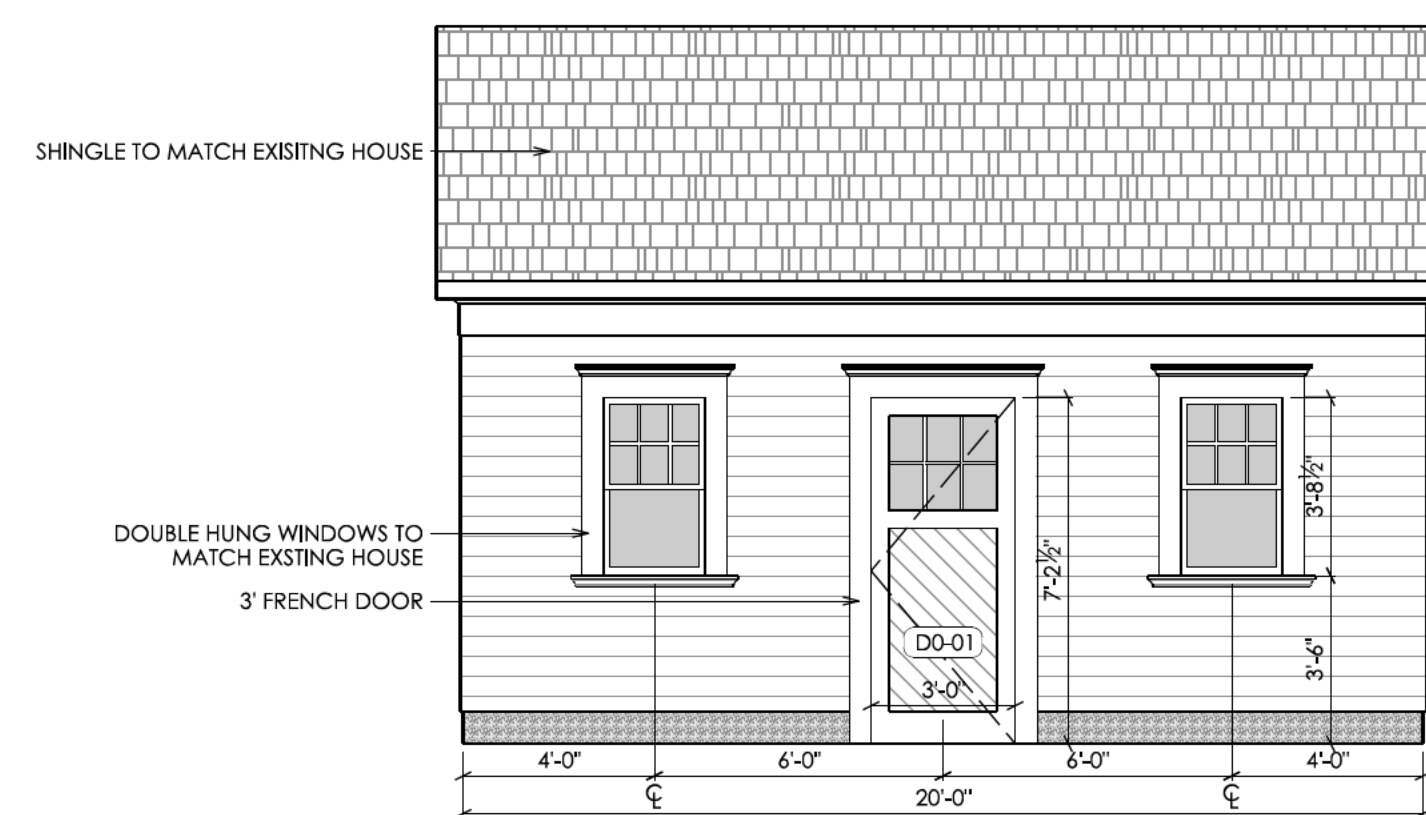 SHINGLE TO MATCH EXISITNG HOUSE
DOUBLE HUNG WINDOWS TO
MATCH EXSTING HOUSE
3' FRENCH DOOR
3'-8½"
7'-2½"
D0-01
3'-0"
3'-6"
4'-0"
6'-0"
6'-0"
4'-0"
℄
20'-0"
℄